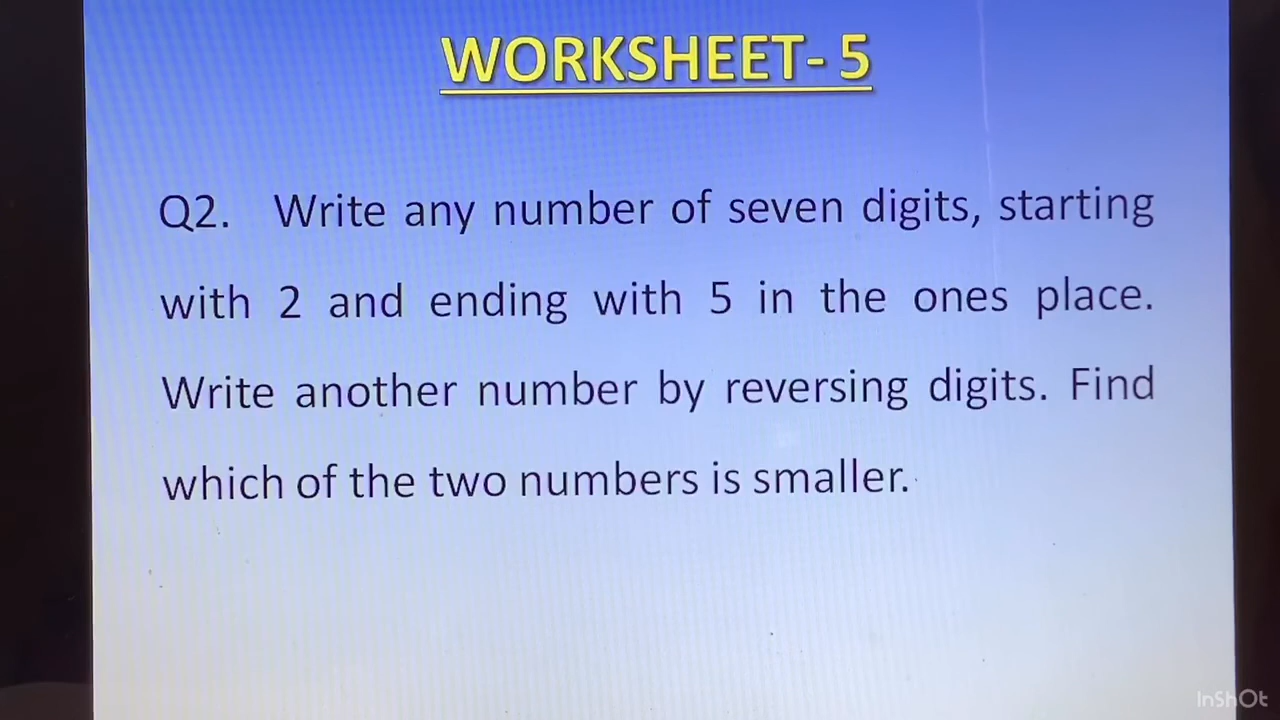 WORKSHEET- 5
Q2. Write any number of seven digits, starting
with 2 and ending with 5 in the ones place.
Write another number by reversing digits. Find
which of the two numbers is smaller.
InShOt